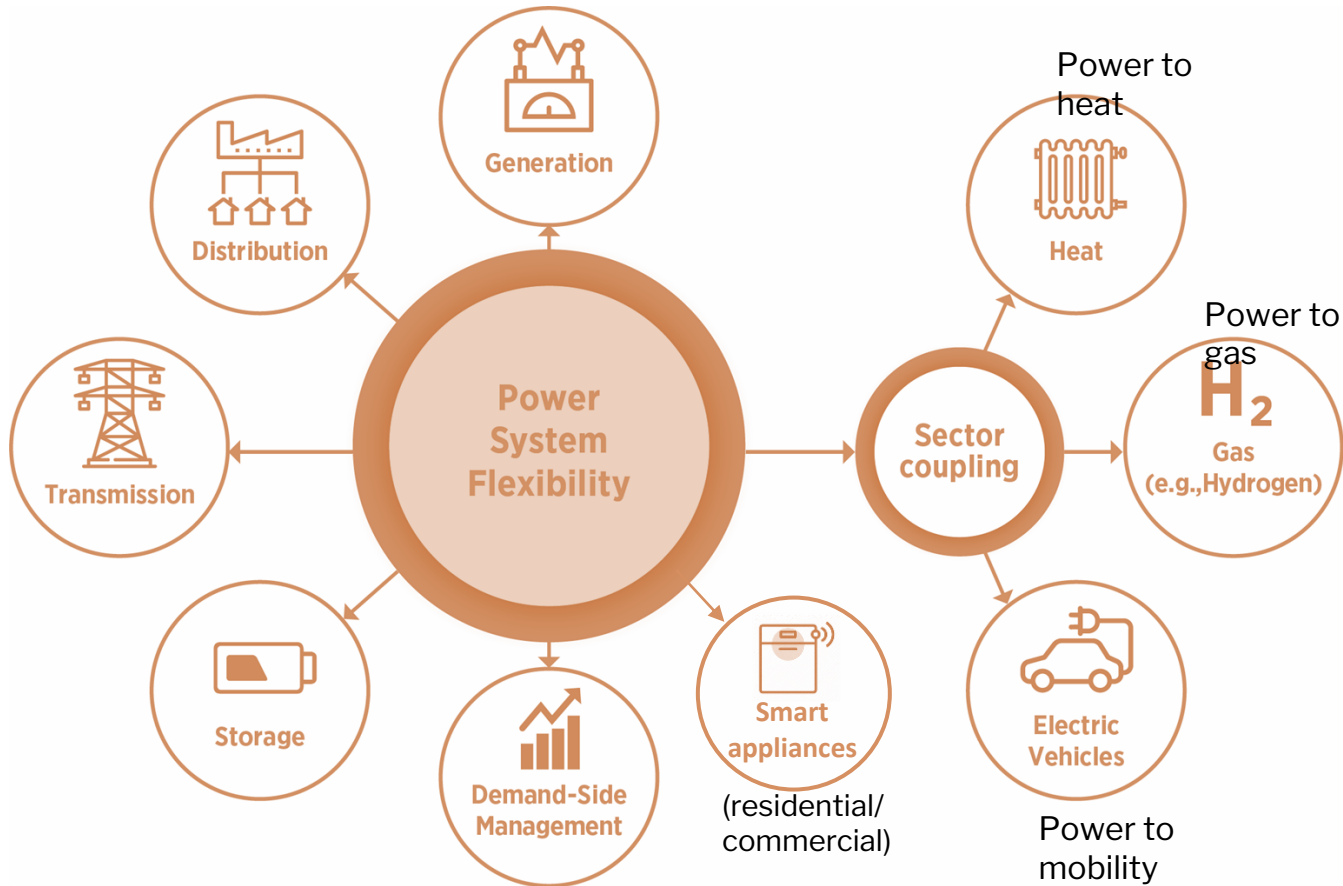 Generation
Distribution
Transmission
Storage
Demand-Side
Management
Smart
appliances
(residential/
commercial)
Power
System
Flexibility
Sector
coupling
Power to
heat
Heat
Power to
gas
H2
Gas
(e.g.,Hydrogen)
Electric
Vehicles
Power to
mobility